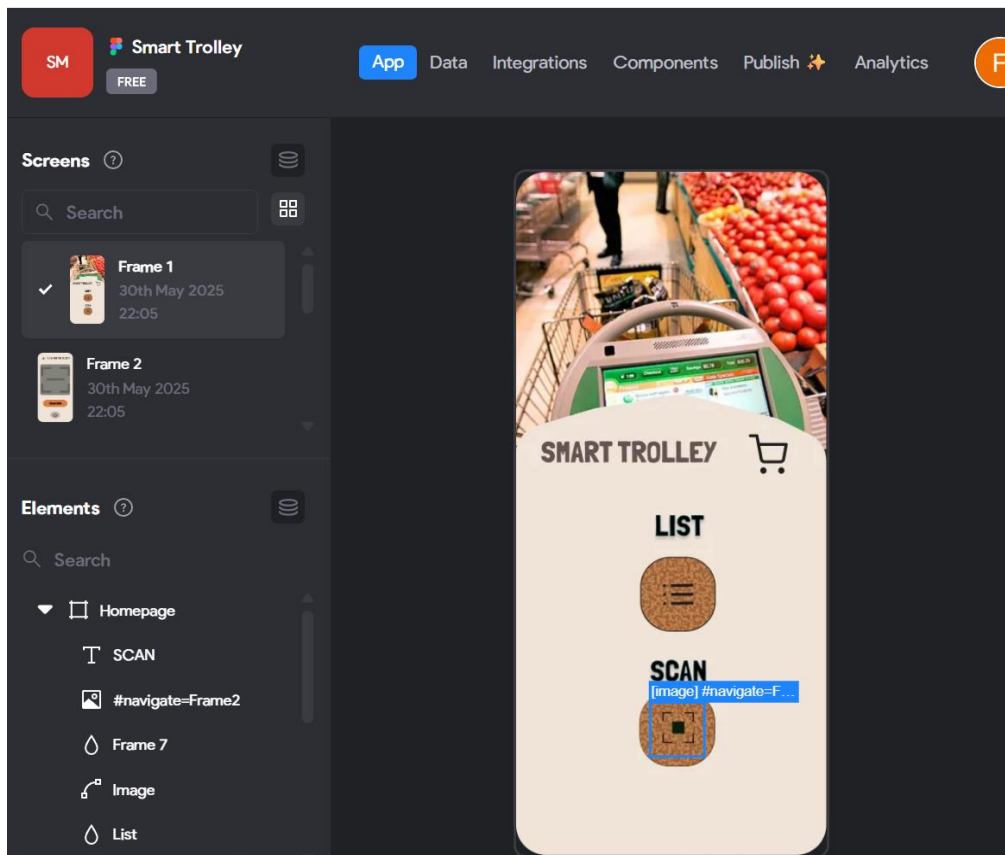 SM
Smart Trolley
FREE
App Data Integrations Components Publish ✨ Analytics
F
Screens ?
Search
Frame 1
30th May 2025
22:05
Frame 2
30th May 2025
22:05
Elements ?
Search
Homepage
T SCAN
#navigate=Frame2
Frame 7
Image
List
SMART TROLLEY
LIST
SCAN
[image] #navigate=F...